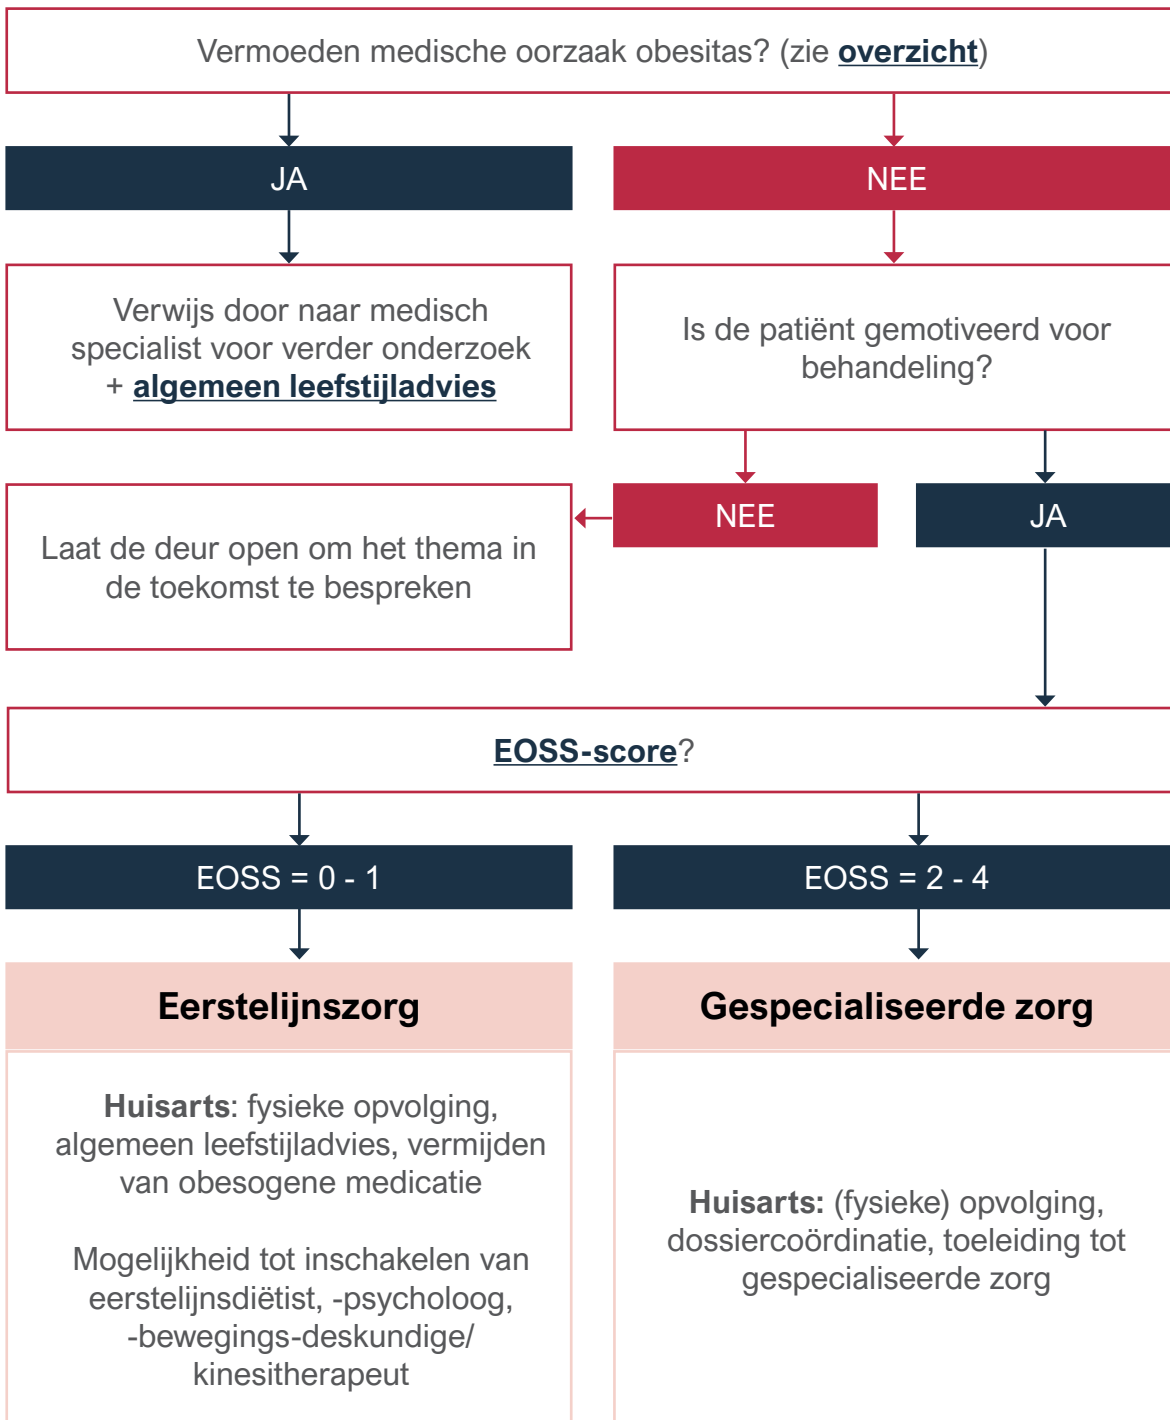 Vermoeden medische oorzaak obesitas? (zie overzicht)
JA
NEE
Verwijs door naar medisch
specialist voor verder onderzoek
+ algemeen leefstijladvies
Is de patiënt gemotiveerd voor
behandeling?
NEE
JA
Laat de deur open om het thema in
de toekomst te bespreken
EOSS-score?
EOSS = 0 - 1
EOSS = 2 - 4
Eerstelijnszorg
Huisarts: fysieke opvolging,
algemeen leefstijladvies, vermijden
van obesogene medicatie
Mogelijkheid tot inschakelen van
eerstelijnsdiëtist, -psycholoog,
-bewegings-deskundige/
kinesitherapeut
Gespecialiseerde zorg
Huisarts: (fysieke) opvolging,
dossiercoördinatie, toeleiding tot
gespecialiseerde zorg